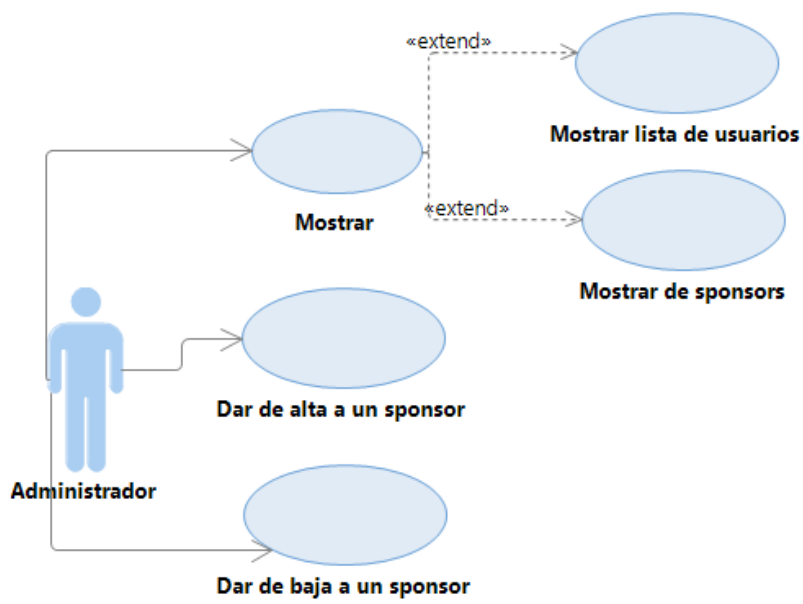 «extend»
Mostrar lista de usuarios
Mostrar
«extend»
Mostrar de sponsors
Dar de alta a un sponsor
Administrador
Dar de baja a un sponsor